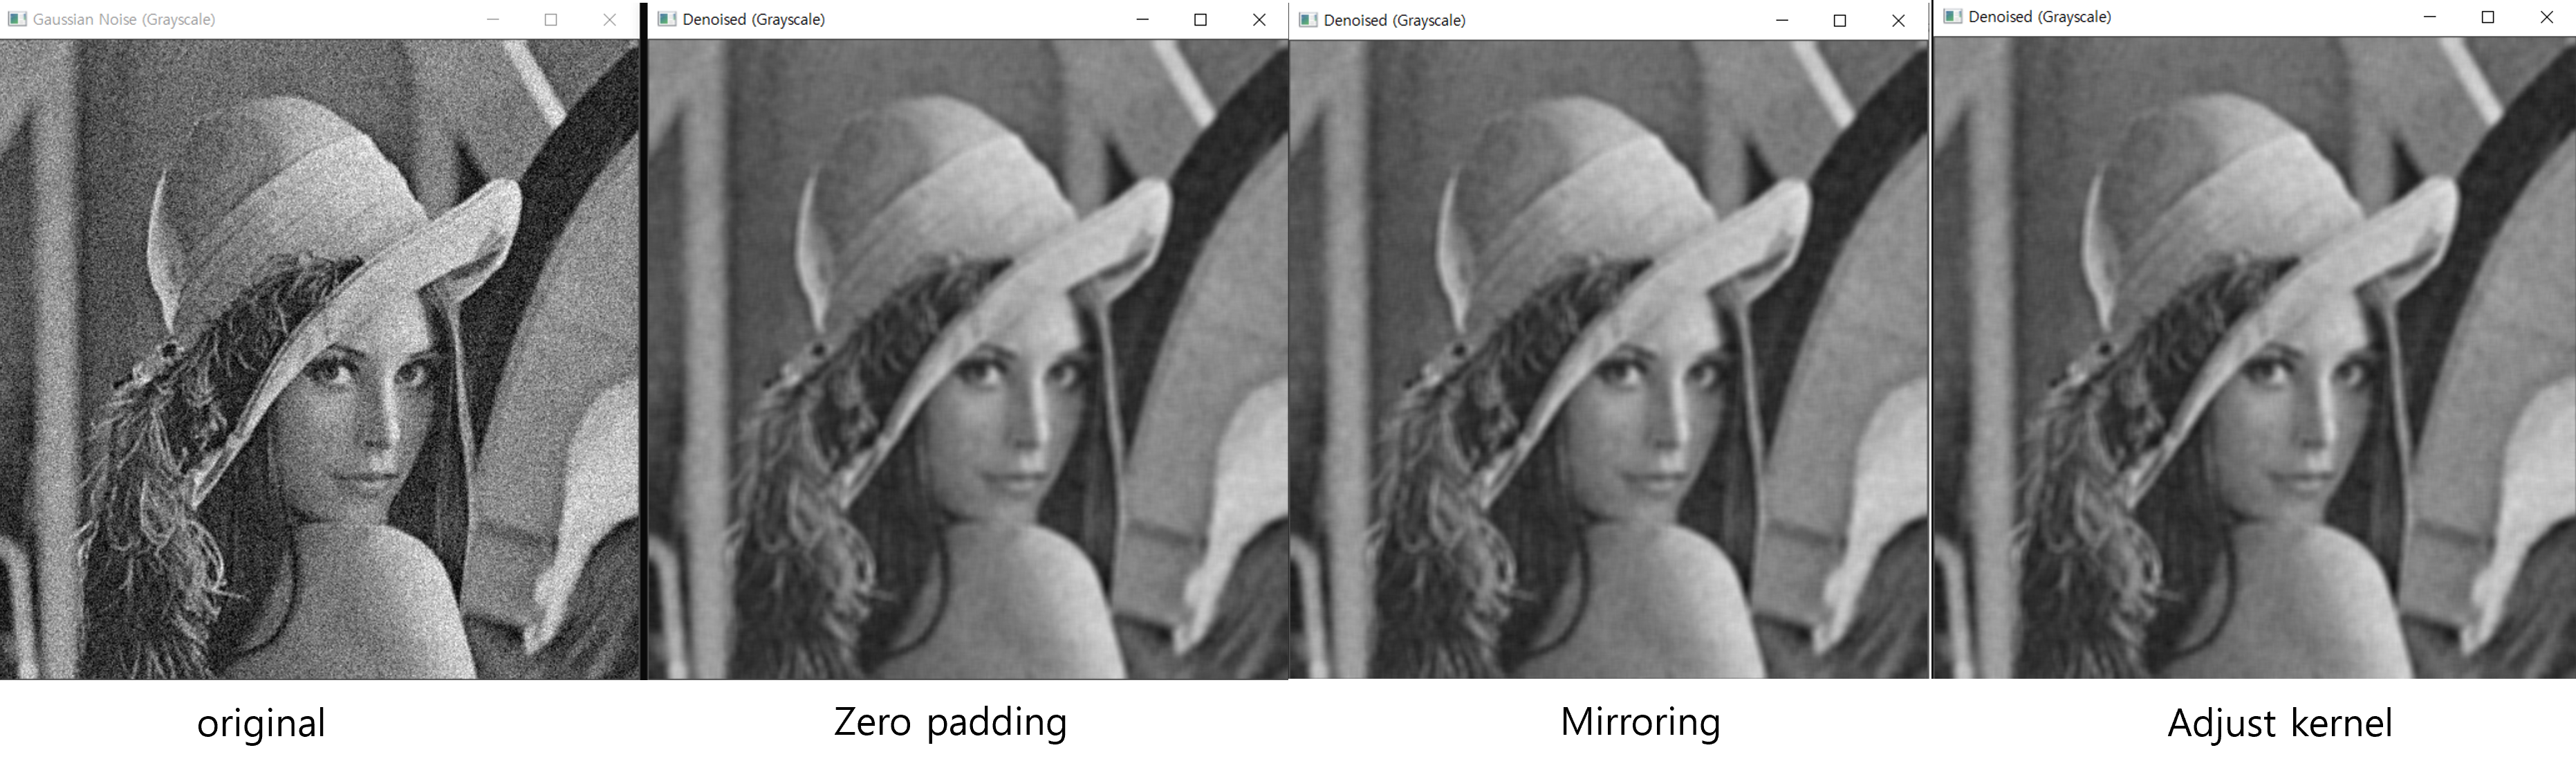 Gaussian Noise (Grayscale)
Denoised (Grayscale)
Denoised (Grayscale)
Denoised (Grayscale)
original
Zero padding
Mirroring
Adjust kernel